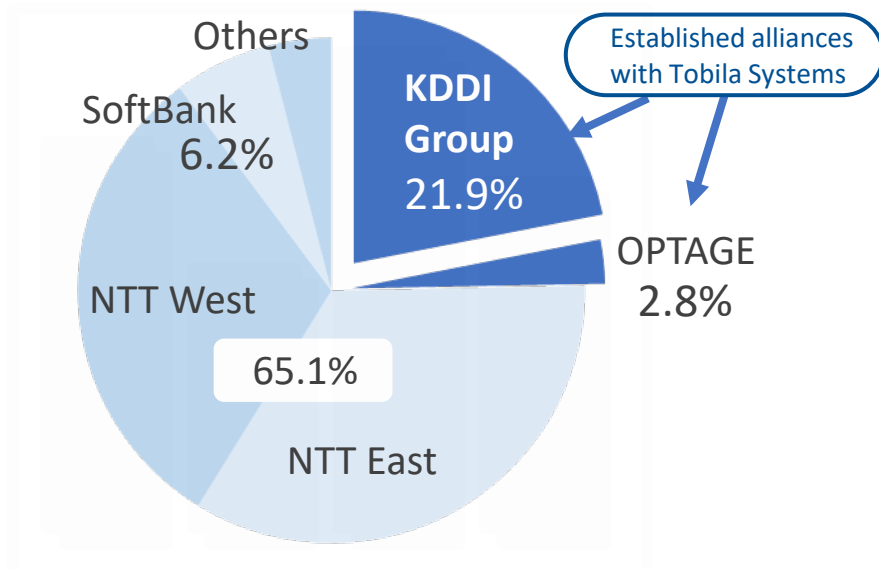 Others
Established alliances
with Tobila Systems
KDDI
Group
21.9%
SoftBank
6.2%
OPTAGE
2.8%
NTT West
65.1%
NTT East